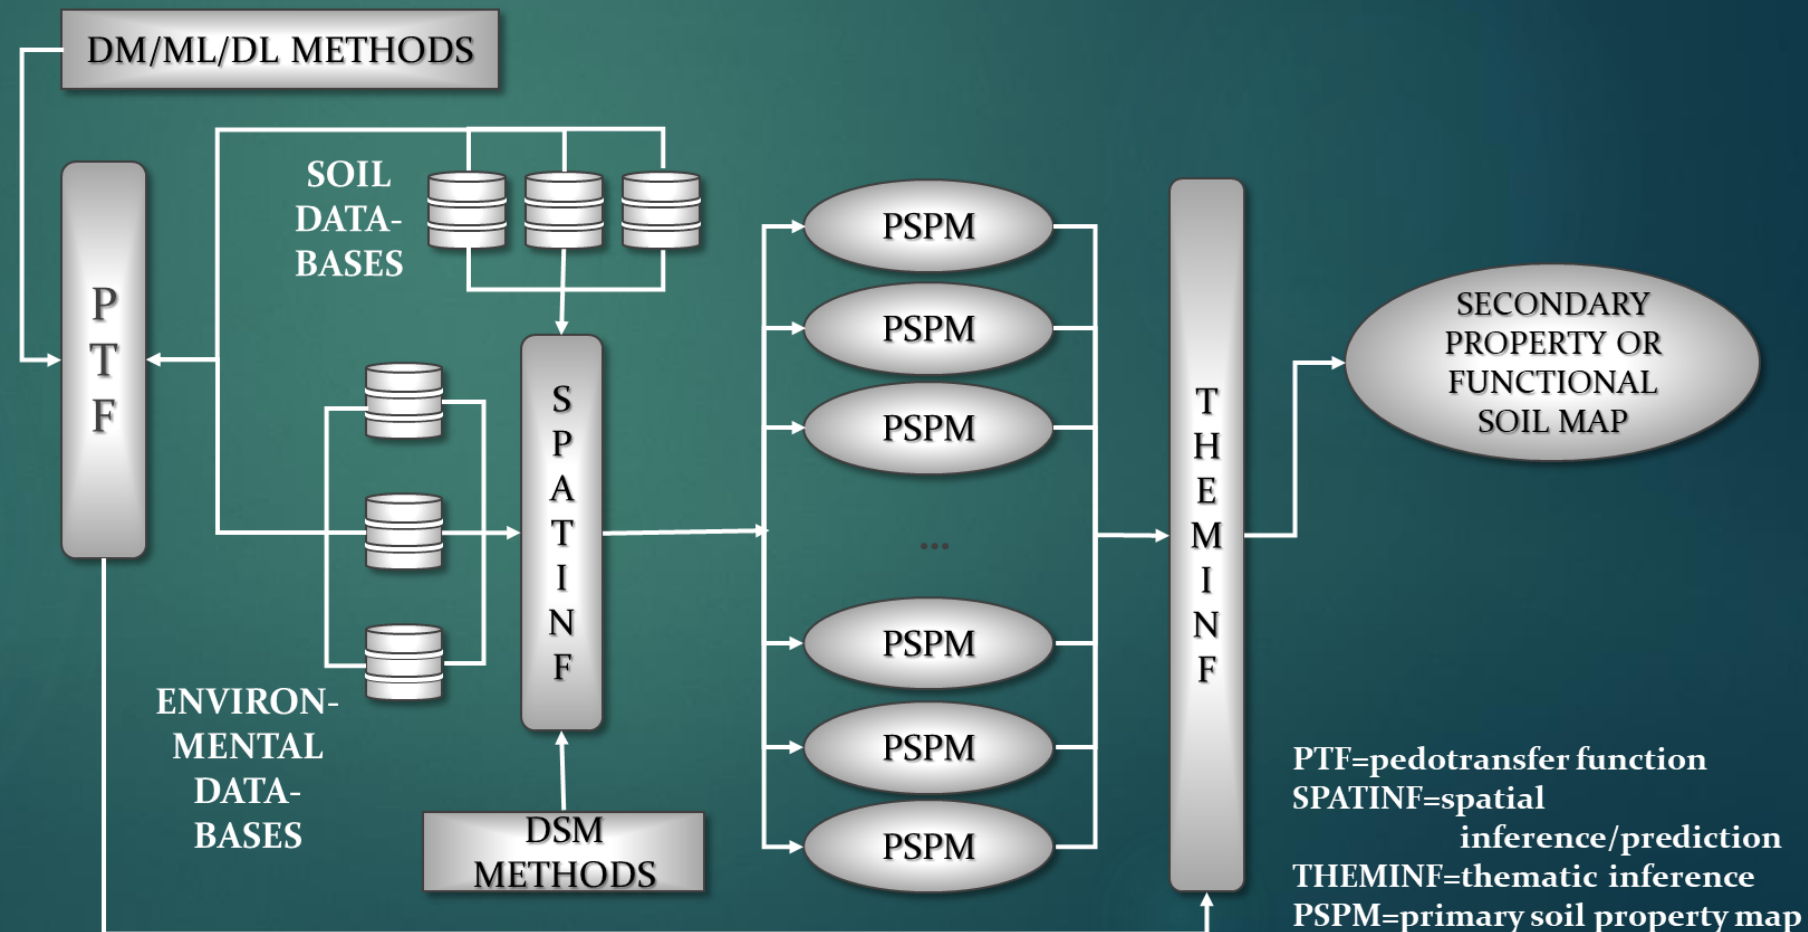 DM/ML/DL METHODS
SOIL
DATA-
BASES
P
T
F
S
P
A
T
I
N
F
ENVIRON-
MENTAL
DATA-
BASES
DSM
METHODS
PSPM
PSPM
PSPM
...
PSPM
PSPM
PSPM
T
H
E
M
I
N
F
SECONDARY
PROPERTY OR
FUNCTIONAL
SOIL MAP
PTF=pedotransfer function
SPATINF=spatial
inference/prediction
THEMINF=thematic inference
PSPM=primary soil property map